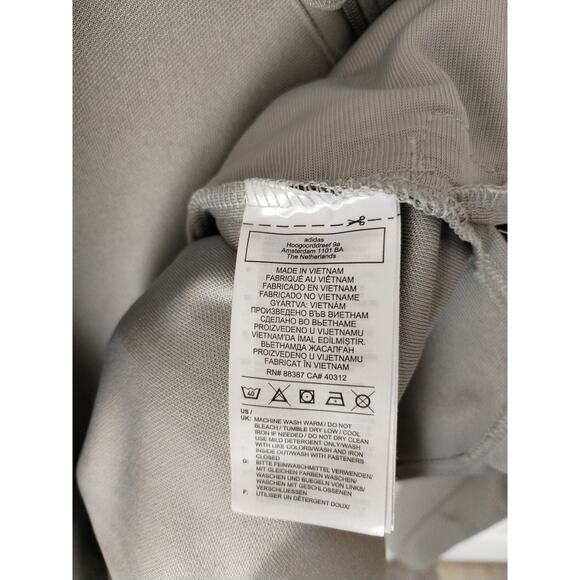 adidas
Hoogoorddreef 9a
Amsterdam 1101 BA
The Netherlands
MADE IN VIETNAM
FABRIQUÉ AU VIÊTNAM
FABRICADO EN VIETNAM
FABRICADO NO VIETNAME
GYÁRTVA: VIETNÁM
ПРОИЗВЕДЕНО ВЪВ ВИЕТНАМ
СДЕЛАНО ВО ВЬЕТНАМЕ
PROIZVEDENO U VIJETNAMU
VIETNAM'DA İMAL EDİLMİŞTİR.
ВЬЕТНАМДА ЖАСАЛҒАН
PROIZVEDENO U VIJETNAMU
FABRICAT ÎN VIETNAM
RN# 88387 CA# 40312
40
US /
UK: MACHINE WASH WARM / DO NOT
BLEACH / TUMBLE DRY LOW / COOL
IRON IF NEEDED / DO NOT DRY CLEAN
USE MILD DETERGENT ONLY/WASH
WITH LIKE COLORS/WASH AND IRON
INSIDE OUT/WASH WITH FASTENERS
CLOSED
G: BITTE FEINWASCHMITTEL VERWENDEN/
MIT GLEICHEN FARBEN WASCHEN/
WASCHEN UND BUEGELN VON LINKS/
MIT GESCHLOSSENEN
VERSCHLUESSEN
F: UTILISER UN DÉTERGENT DOUX/